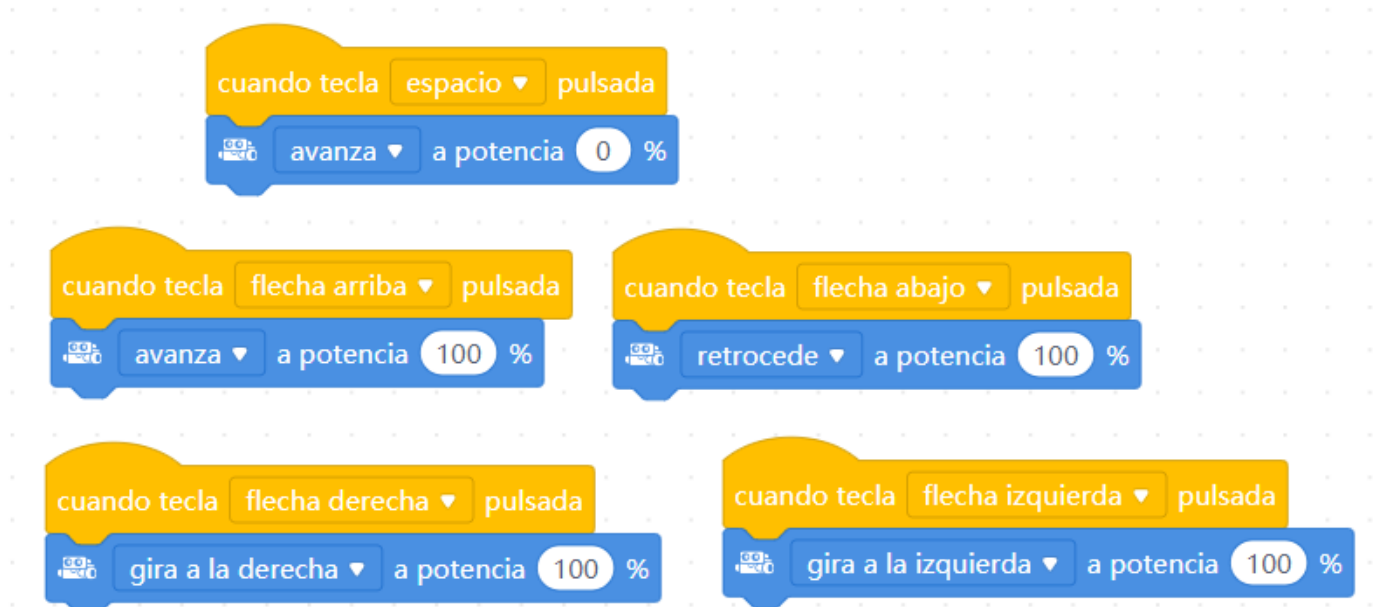 cuando tecla espacio pulsada
avanza a potencia 0 %
cuando tecla flecha arriba pulsada
avanza a potencia 100 %
cuando tecla flecha abajo pulsada
retrocede a potencia 100 %
cuando tecla flecha derecha pulsada
gira a la derecha a potencia 100 %
cuando tecla flecha izquierda pulsada
gira a la izquierda a potencia 100 %